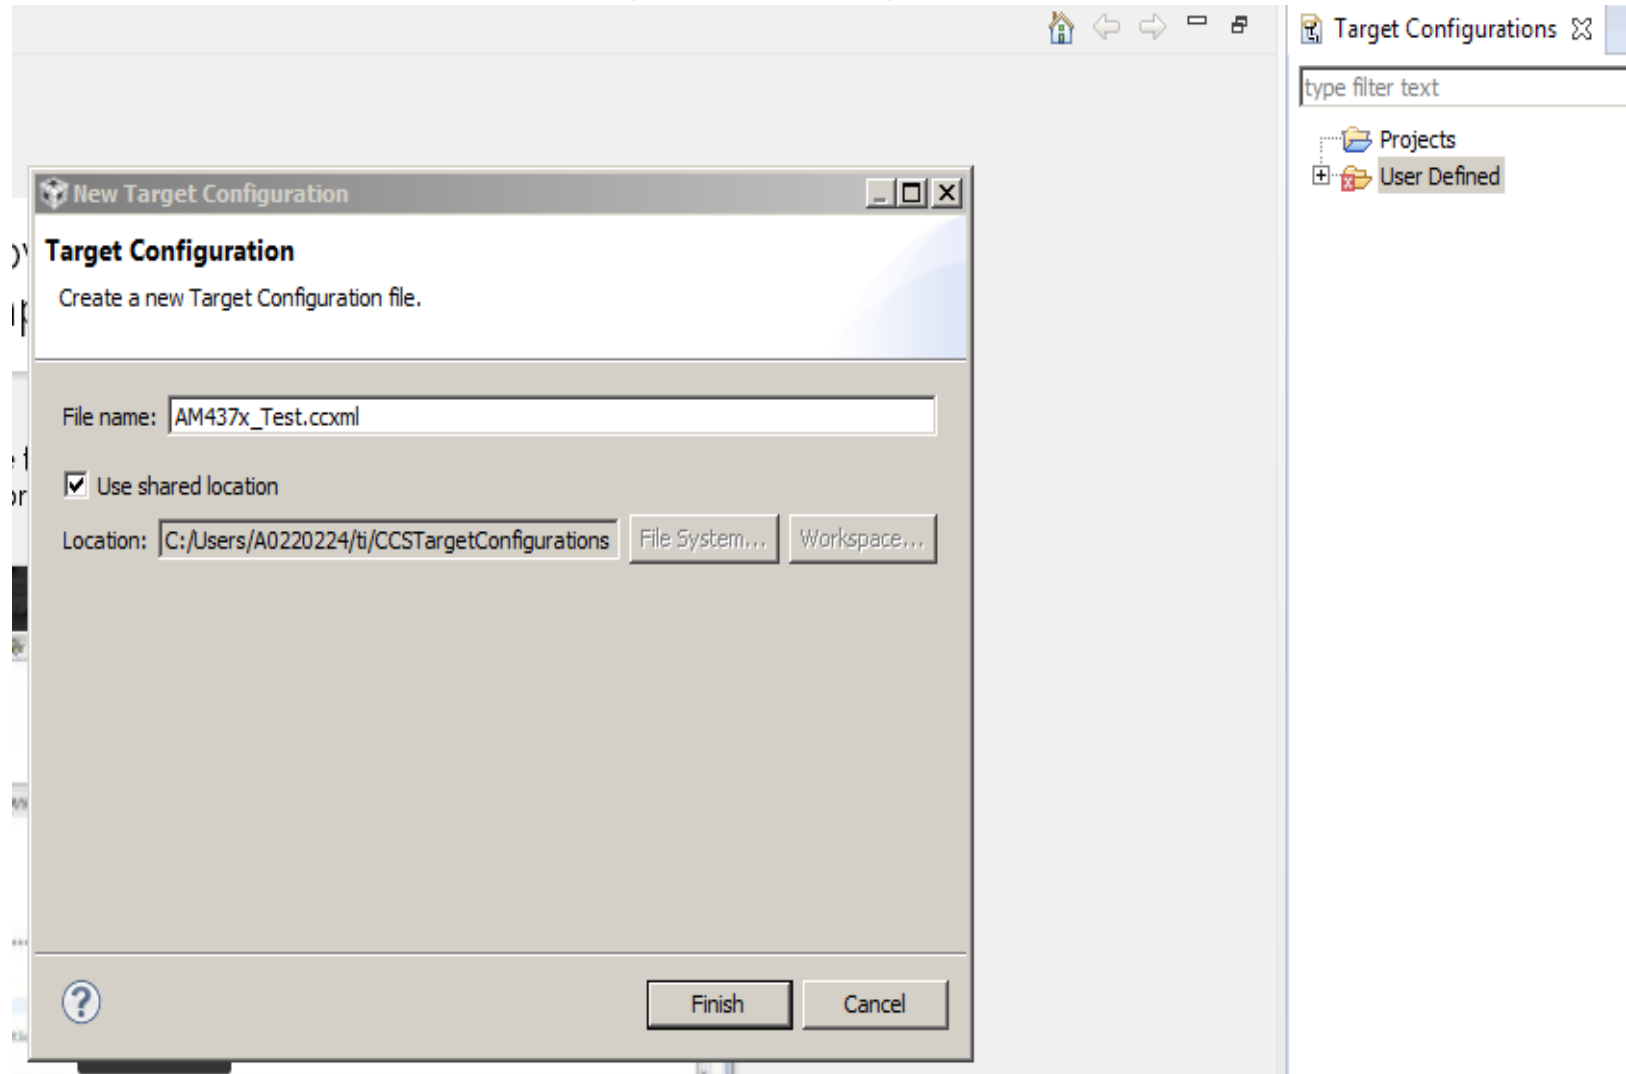 Target Configurations
type filter text
Projects
User Defined
New Target Configuration
Target Configuration
Create a new Target Configuration file.
File name: AM437x_Test.ccxml
Use shared location
Location: C:/Users/A0220224/ti/CCSTargetConfigurations File System... Workspace...
Finish Cancel